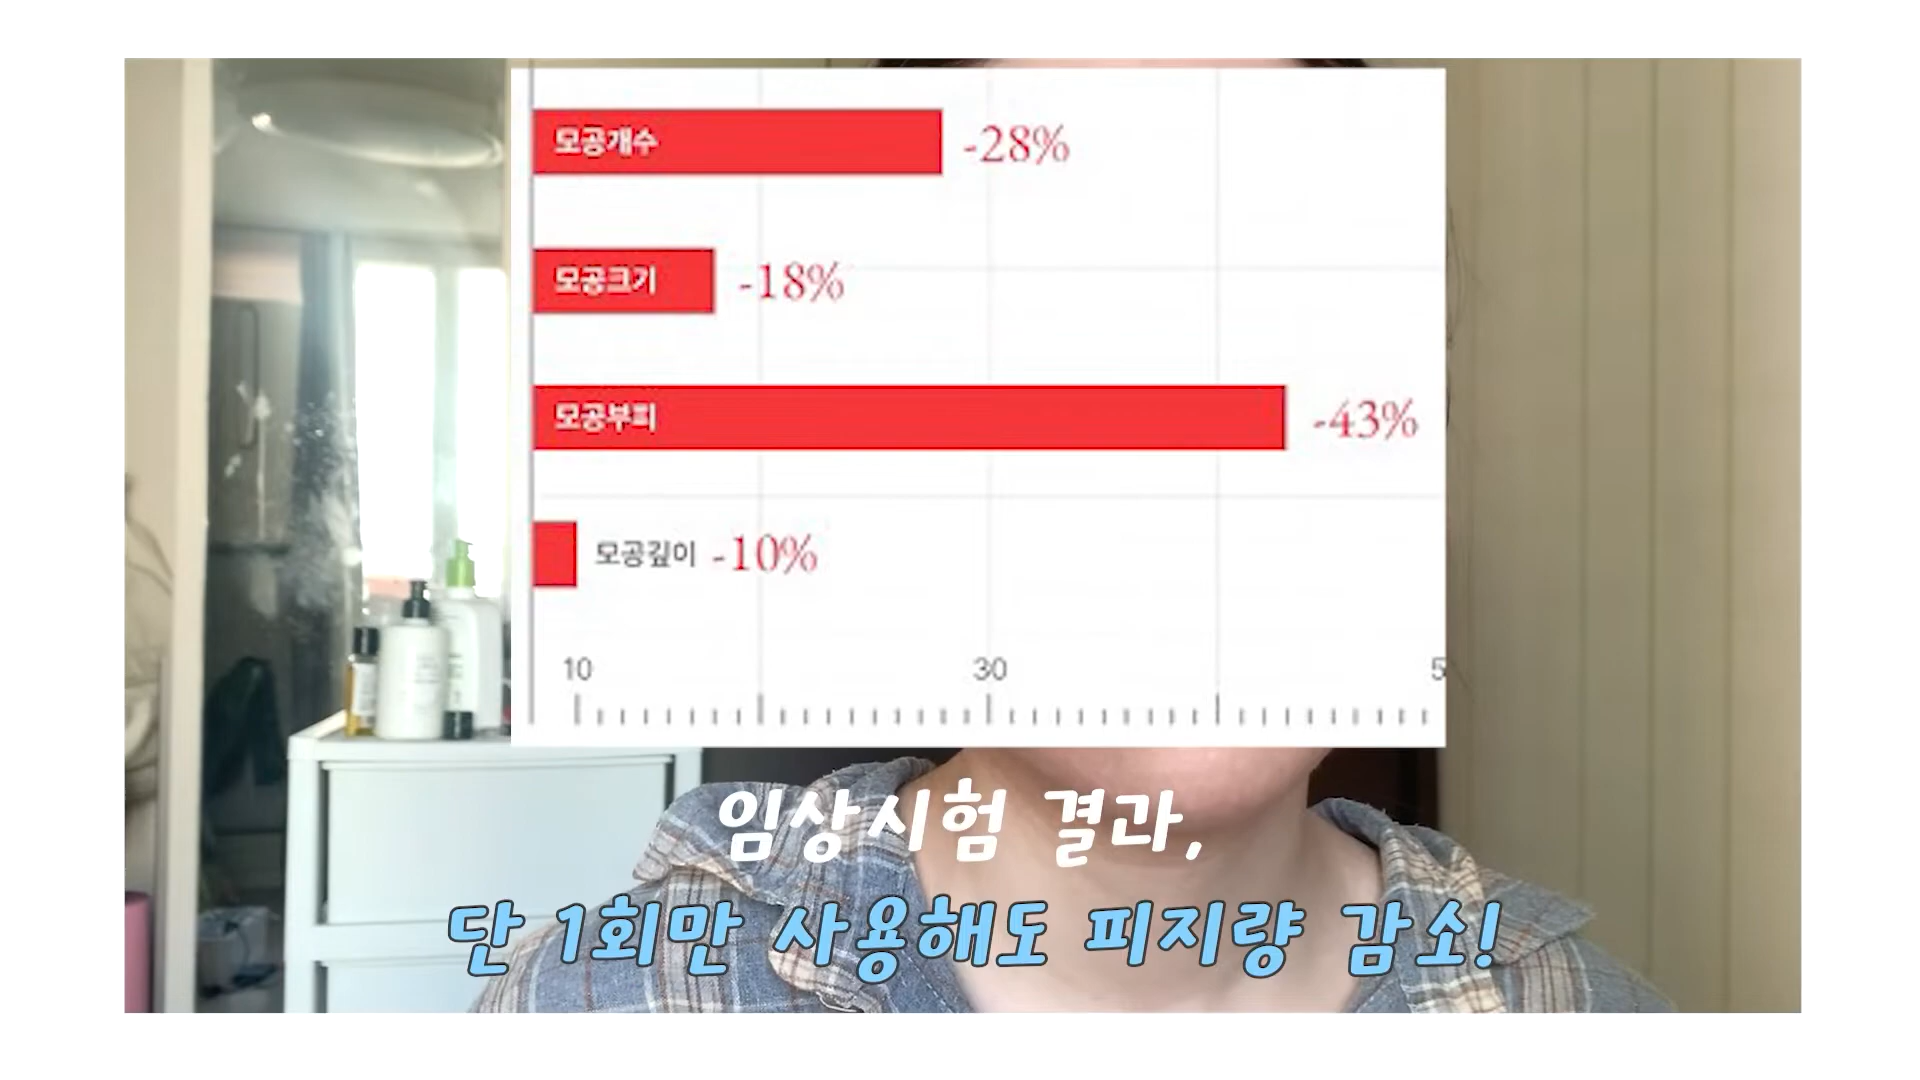 모공개수 -28%
모공크기 -18%
모공부피 -43%
모공깊이 -10%
10 30 5
임상시험 결과,
단 1회만 사용해도 피지량 감소!